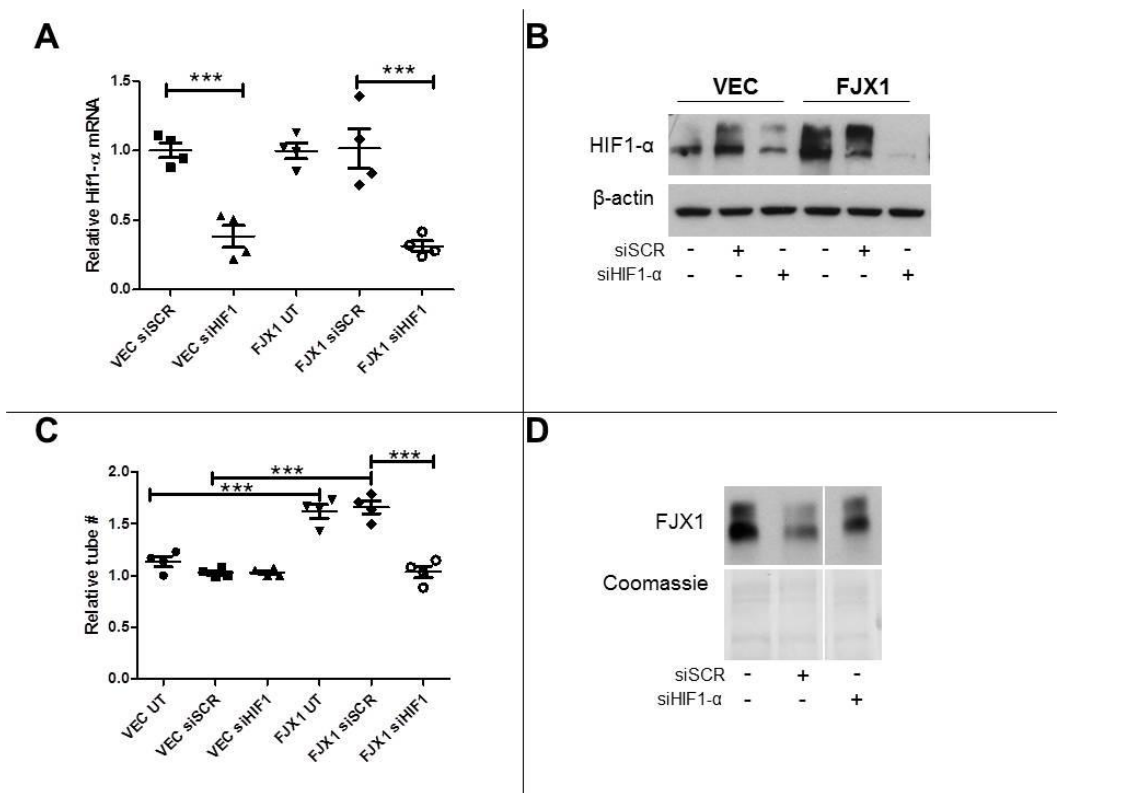 A
Relative Hif1-α mRNA
1.5
1.0
0.5
0.0
***
***
VEC siSCR
VEC siHIF1
FJX1 UT
FJX1 siSCR
FJX1 siHIF1
B
VEC FJX1
HIF1-α
β-actin
siSCR - + - - + -
siHIF1-α - - + - - +
C
Relative tube #
2.0
1.5
1.0
0.5
0.0
***
***
***
VEC UT
VEC siSCR
VEC siHIF1
FJX1 UT
FJX1 siSCR
FJX1 siHIF1
D
FJX1
Coomassie
siSCR - + -
siHIF1-α - - +